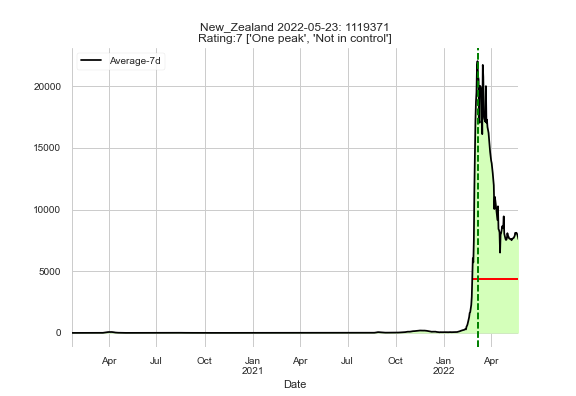 New_Zealand 2022-05-23: 1119371
Rating:7 ['One peak', 'Not in control']
Average-7d
20000
15000
10000
5000
0
Apr Jul Oct Jan Apr Jul Oct Jan Apr
2021 2022
Date